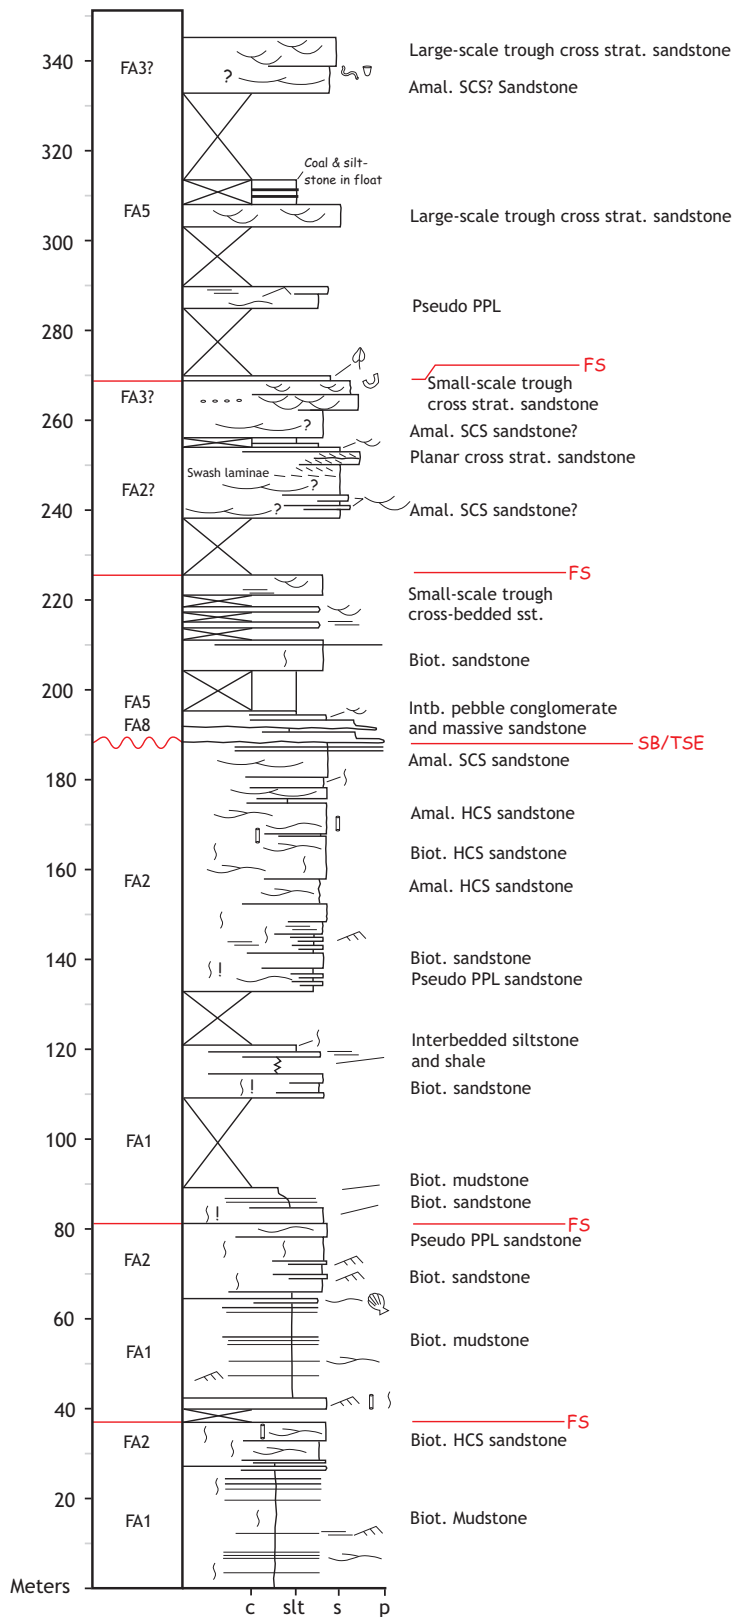 340
FA3?
?
Large-scale trough cross strat. sandstone
Amal. SCS? Sandstone
320
Coal & silt-
stone in float
FA5
Large-scale trough cross strat. sandstone
300
Pseudo PPL
280
FS
FA3?
Small-scale trough
cross strat. sandstone
260
?
Amal. SCS sandstone?
Planar cross strat. sandstone
Swash laminae
?
FA2?
240
?
Amal. SCS sandstone?
FS
220
Small-scale trough
cross-bedded sst.
Biot. sandstone
200
FA5
FA8
Intb. pebble conglomerate
and massive sandstone
SB/TSE
180
Amal. SCS sandstone
Amal. HCS sandstone
160
Biot. HCS sandstone
FA2
Amal. HCS sandstone
140
!
Biot. sandstone
Pseudo PPL sandstone
120
Interbedded siltstone
and shale
!
Biot. sandstone
100
FA1
Biot. mudstone
Biot. sandstone
!
80
FS
Pseudo PPL sandstone
FA2
Biot. sandstone
60
FA1
Biot. mudstone
40
FS
FA2
Biot. HCS sandstone
20
FA1
Biot. Mudstone
Meters
c slt s p